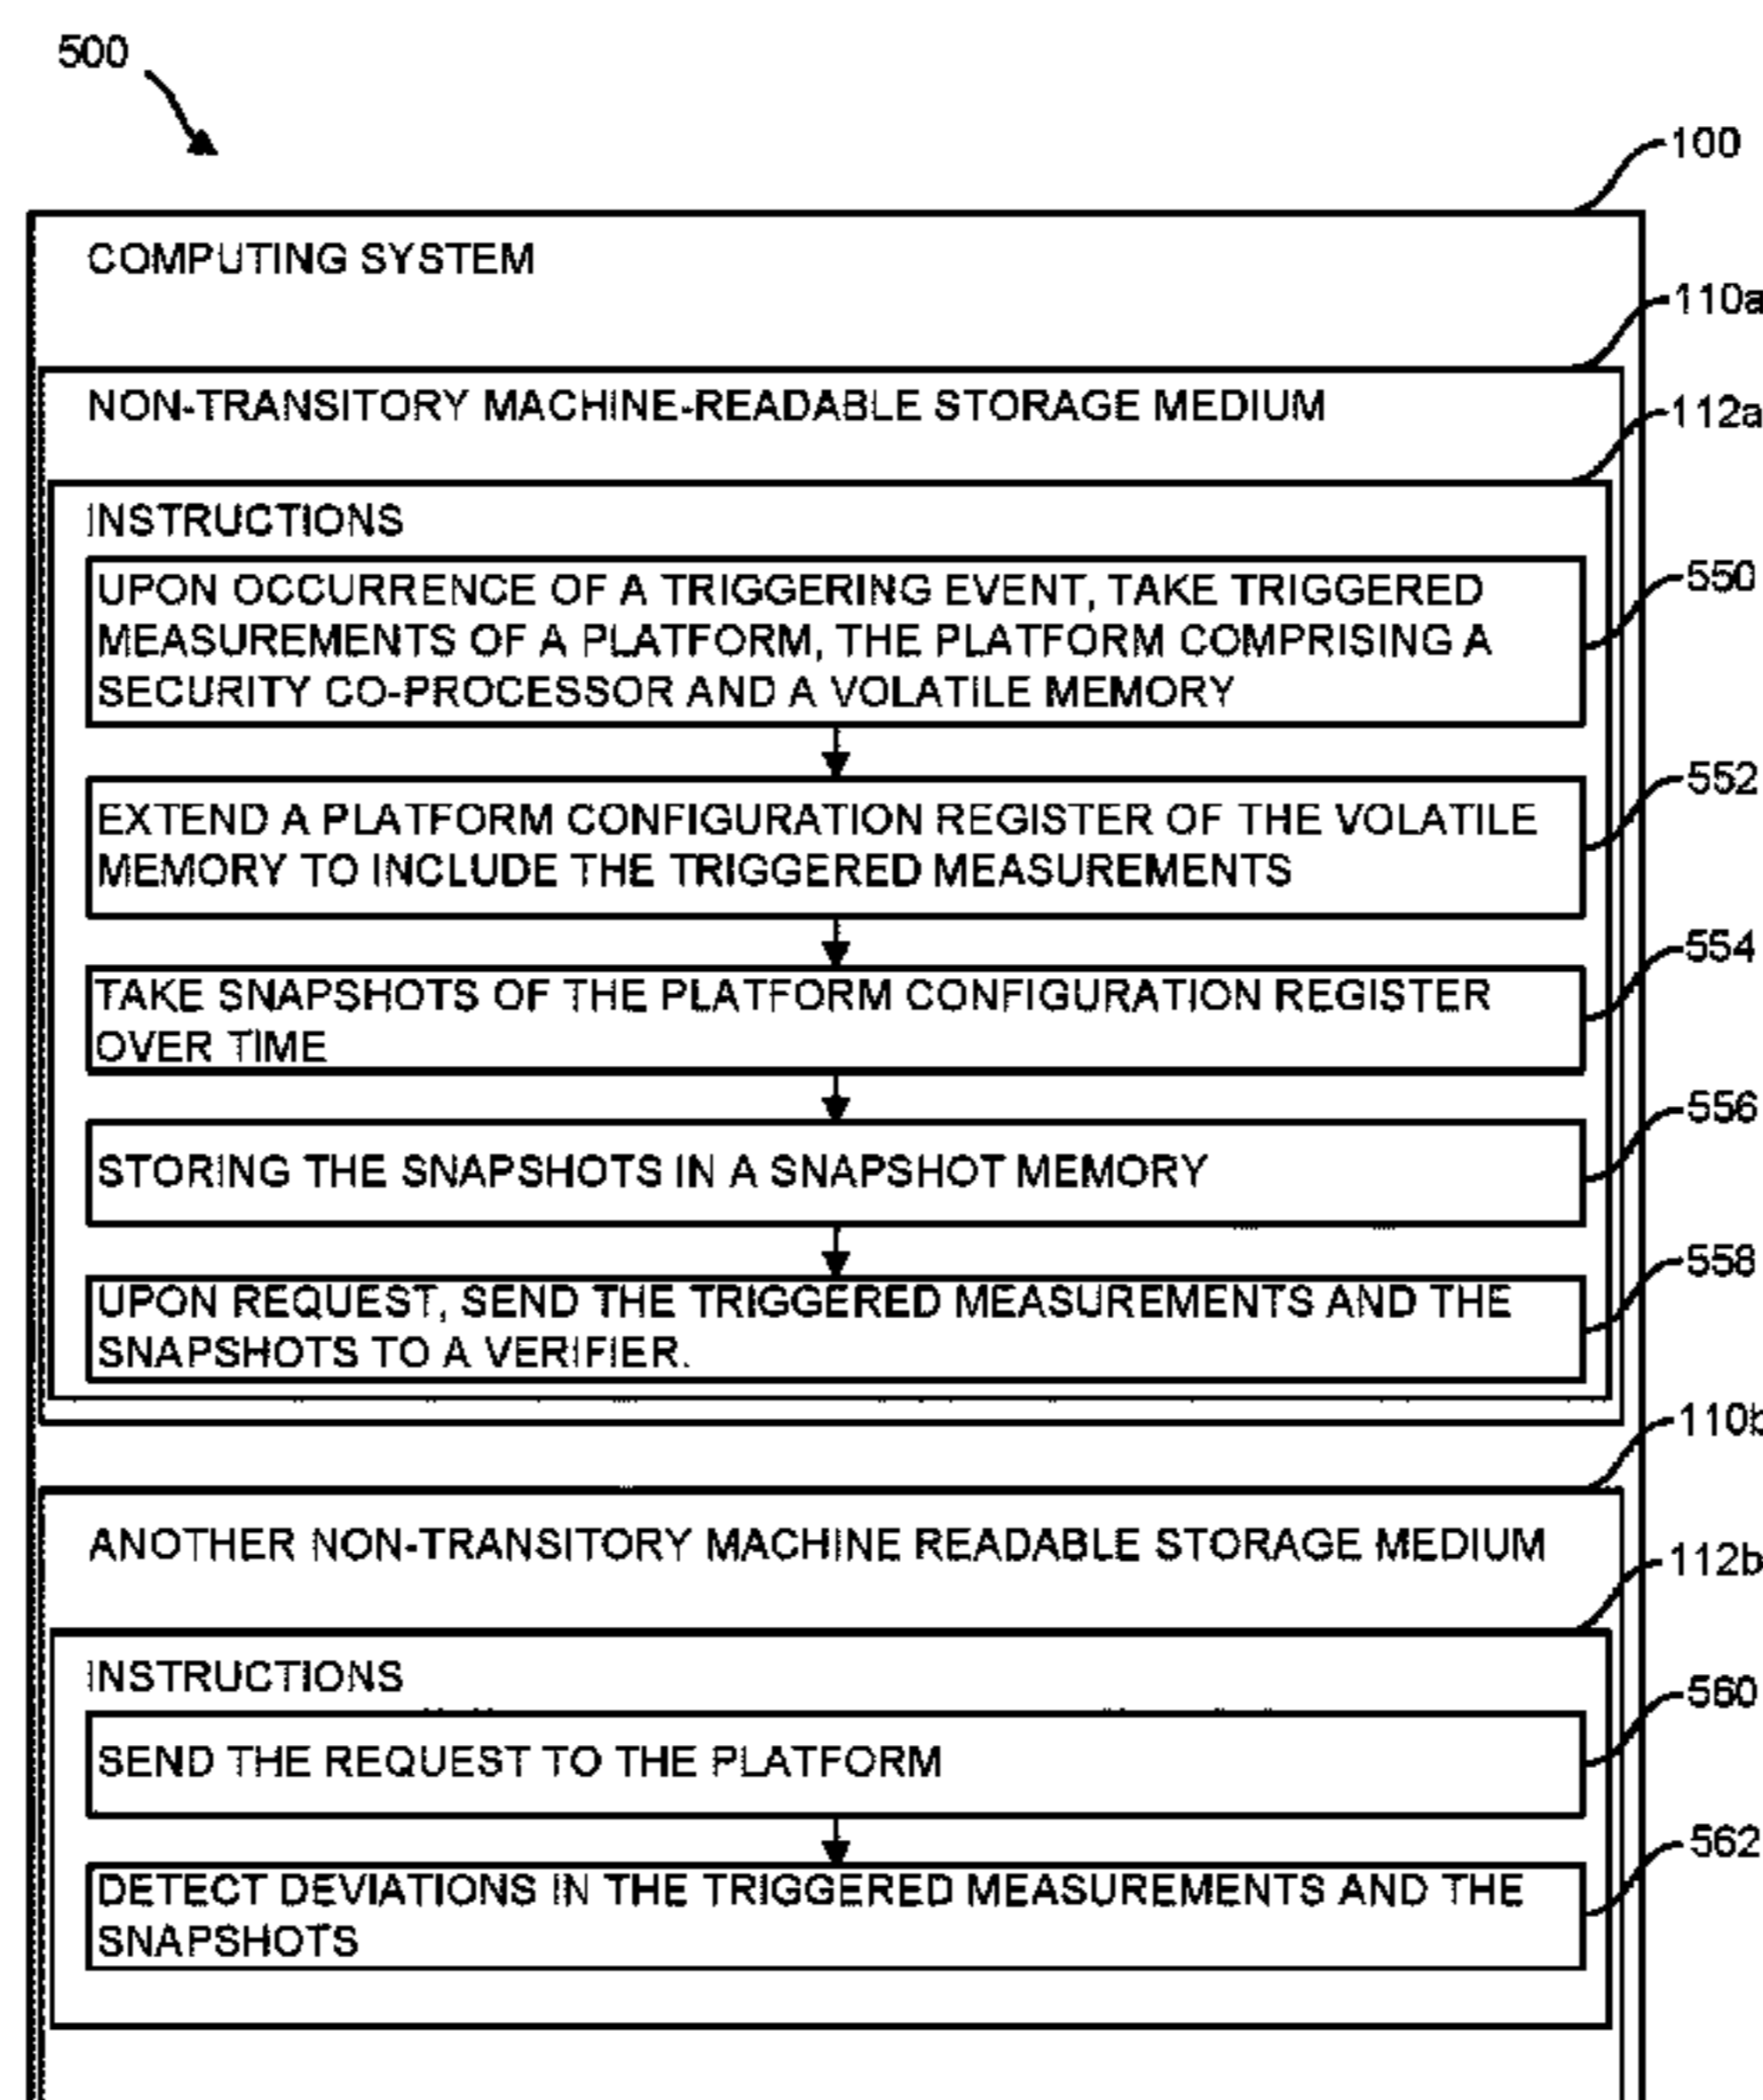 500
100
COMPUTING SYSTEM
110a
NON-TRANSITORY MACHINE-READABLE STORAGE MEDIUM
112a
INSTRUCTIONS
UPON OCCURRENCE OF A TRIGGERING EVENT, TAKE TRIGGERED
MEASUREMENTS OF A PLATFORM, THE PLATFORM COMPRISING A
SECURITY CO-PROCESSOR AND A VOLATILE MEMORY
550
EXTEND A PLATFORM CONFIGURATION REGISTER OF THE VOLATILE
MEMORY TO INCLUDE THE TRIGGERED MEASUREMENTS
552
TAKE SNAPSHOTS OF THE PLATFORM CONFIGURATION REGISTER
OVER TIME
554
STORING THE SNAPSHOTS IN A SNAPSHOT MEMORY
556
UPON REQUEST, SEND THE TRIGGERED MEASUREMENTS AND THE
SNAPSHOTS TO A VERIFIER.
558
110b
ANOTHER NON-TRANSITORY MACHINE READABLE STORAGE MEDIUM
112b
INSTRUCTIONS
SEND THE REQUEST TO THE PLATFORM
560
DETECT DEVIATIONS IN THE TRIGGERED MEASUREMENTS AND THE
SNAPSHOTS
562